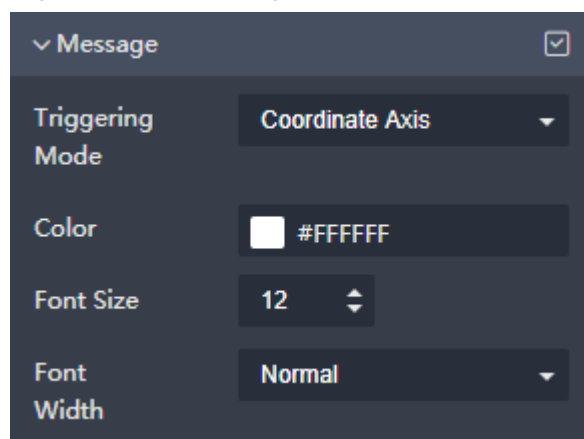 Message
Triggering Mode
Coordinate Axis
Color
#FFFFFF
Font Size
12
Font Width
Normal